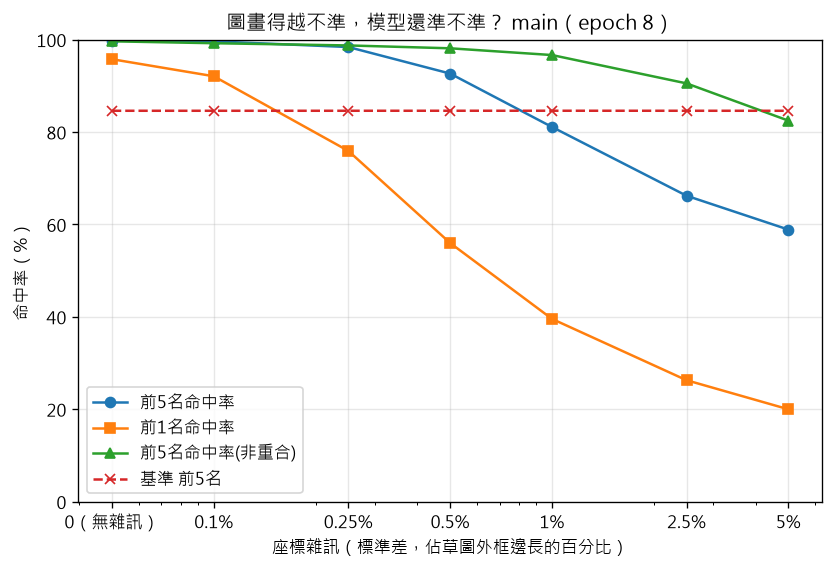 圖畫得越不準，模型還準不準？ main（epoch 8）
100
80
60
40
20
0
命中率（%）
前5名命中率
前1名命中率
前5名命中率(非重合)
基準 前5名
0（無雜訊）
0.1%
0.25%
0.5%
1%
2.5%
5%
座標雜訊（標準差，佔草圖外框邊長的百分比）